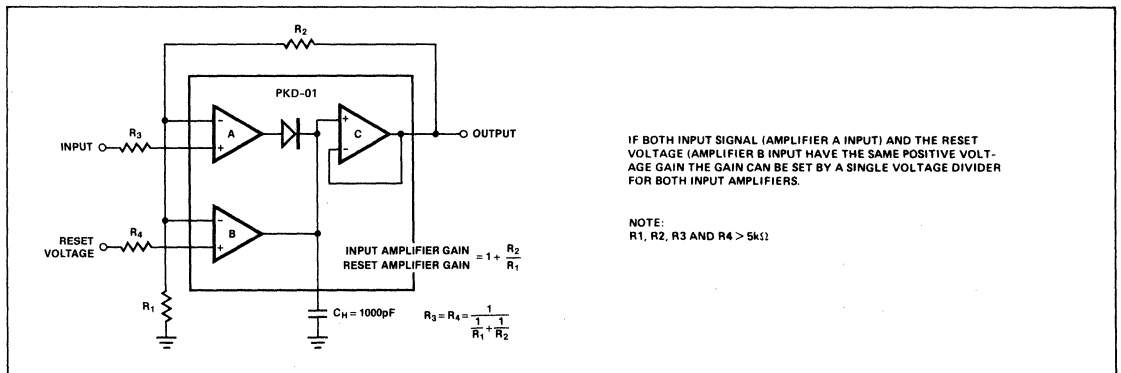 R2
PKD-01
A
-
+
C
+
-
OUTPUT
INPUT
R3
B
-
+
RESET
VOLTAGE
R4
INPUT AMPLIFIER GAIN
RESET AMPLIFIER GAIN
= 1 + R2/R1
R1
CH = 1000pF
R3 = R4 = 1/(1/R1 + 1/R2)
IF BOTH INPUT SIGNAL (AMPLIFIER A INPUT) AND THE RESET
VOLTAGE (AMPLIFIER B INPUT HAVE THE SAME POSITIVE VOLT-
AGE GAIN THE GAIN CAN BE SET BY A SINGLE VOLTAGE DIVIDER
FOR BOTH INPUT AMPLIFIERS.
NOTE:
R1, R2, R3 AND R4 > 5kΩ